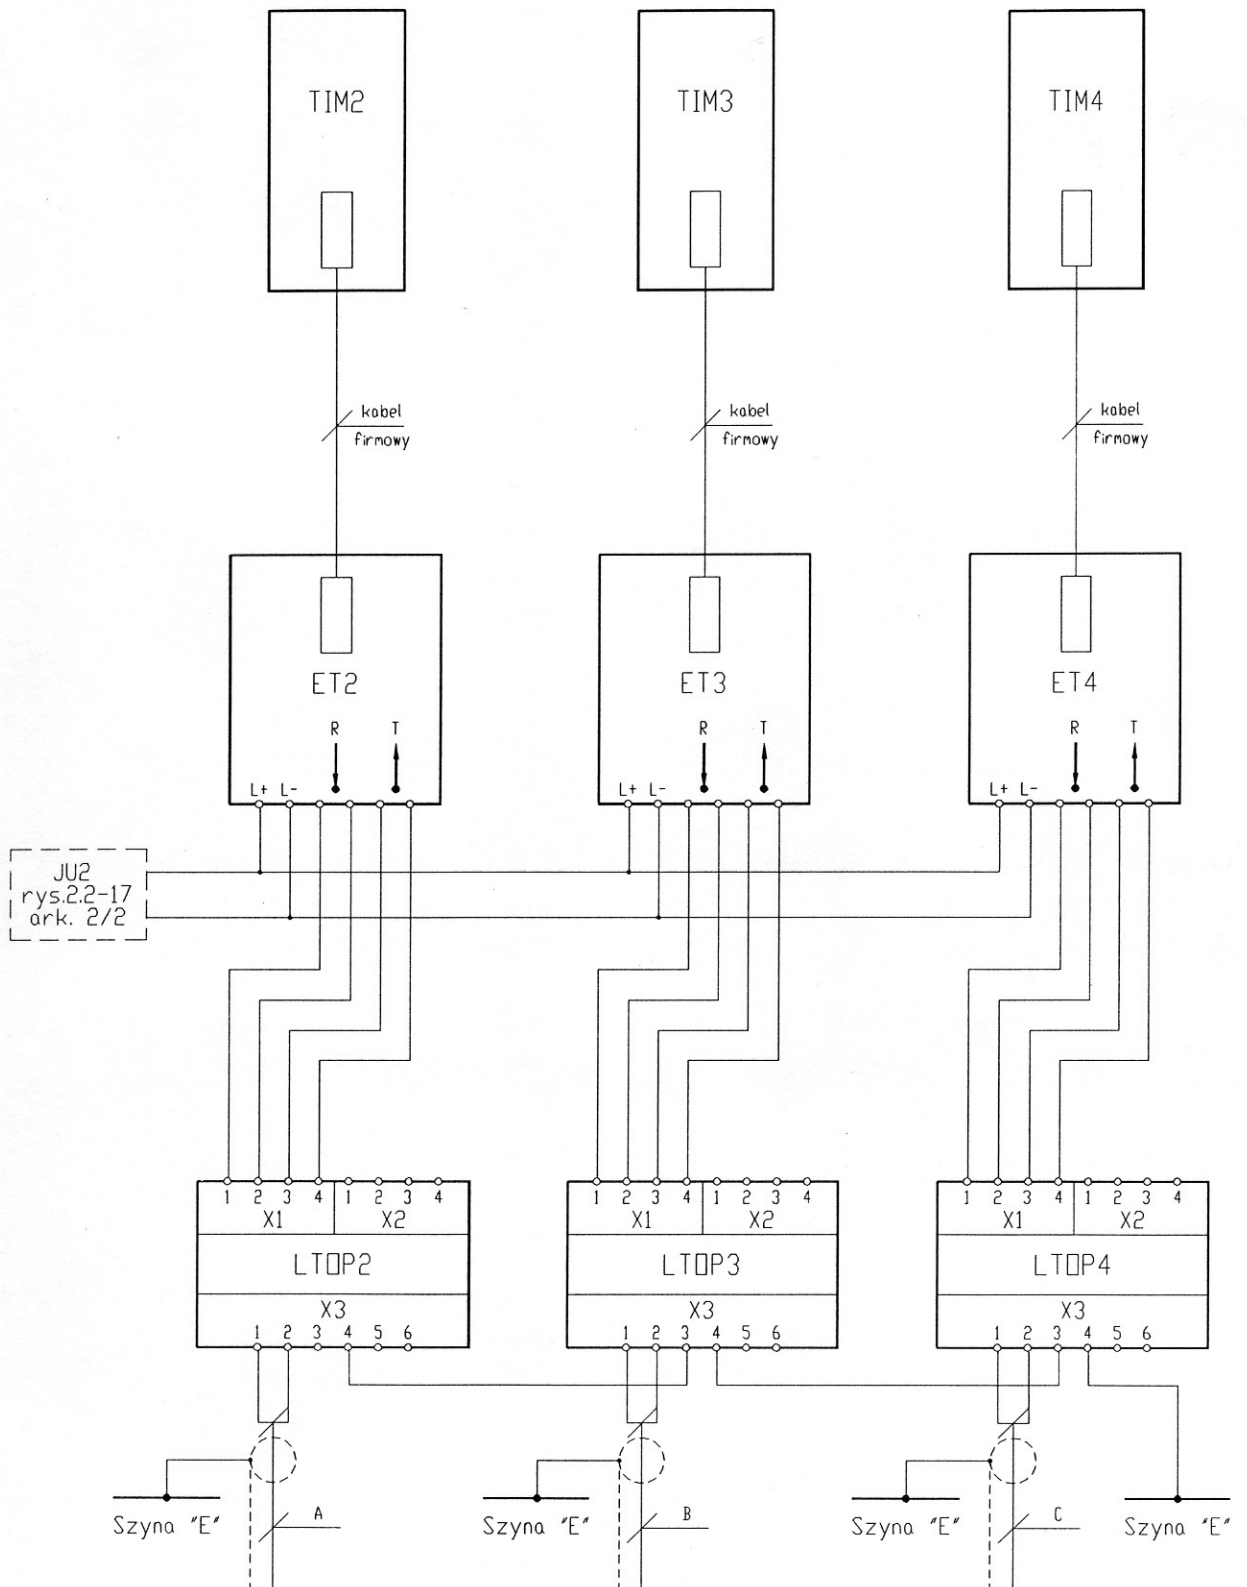 TIM2 TIM3 TIM4
kabel kabel kabel
firmowy firmowy firmowy
ET2 ET3 ET4
R T R T R T
L+ L- L+ L- L+ L-
JU2
rys.2.2-17
ark. 2/2
1 2 3 4 1 2 3 4 1 2 3 4 1 2 3 4 1 2 3 4 1 2 3 4
X1 X2 X1 X2 X1 X2
LTOP2 LTOP3 LTOP4
X3 X3 X3
1 2 3 4 5 6 1 2 3 4 5 6 1 2 3 4 5 6
A B C
Szyna "E" Szyna "E" Szyna "E" Szyna "E"